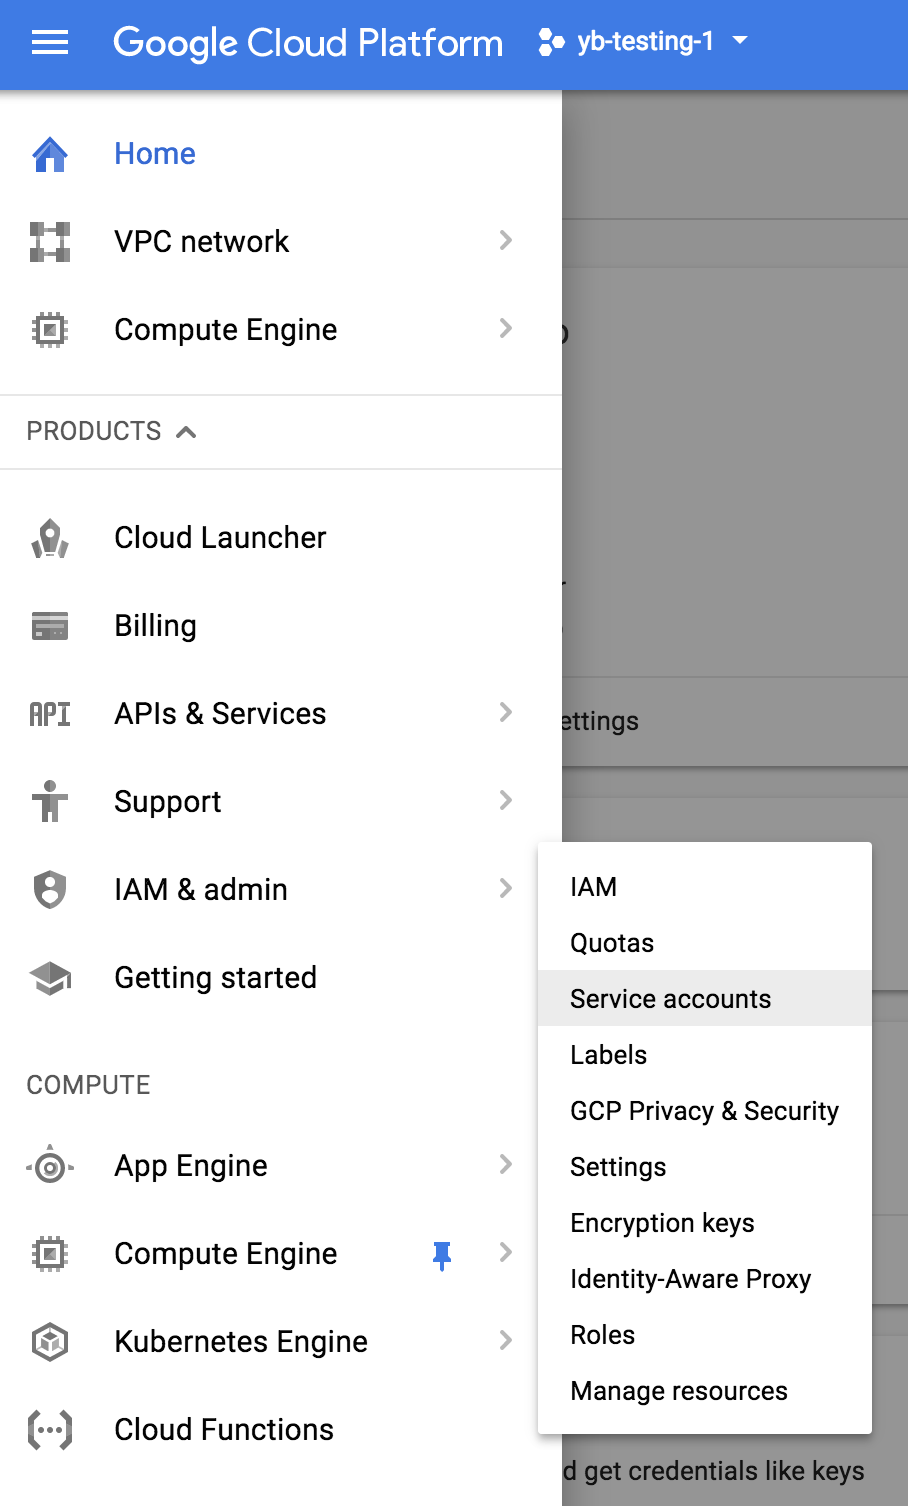 Google Cloud Platform yb-testing-1
Home
VPC network
Compute Engine
PRODUCTS
Cloud Launcher
Billing
API APIs & Services
ettings
Support
IAM & admin
Getting started
IAM
Quotas
Service accounts
Labels
GCP Privacy & Security
Settings
Encryption keys
Identity-Aware Proxy
Roles
Manage resources
COMPUTE
App Engine
Compute Engine
Kubernetes Engine
Cloud Functions
d get credentials like keys